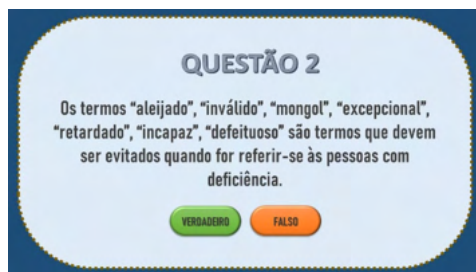 QUESTÃO 2
Os termos “aleijado”, “inválido”, “mongol”, “excepcional”,
“retardado”, “incapaz”, “defeituoso” são termos que devem
ser evitados quando for referir-se às pessoas com
deficiência.
VERDADEIRO FALSO